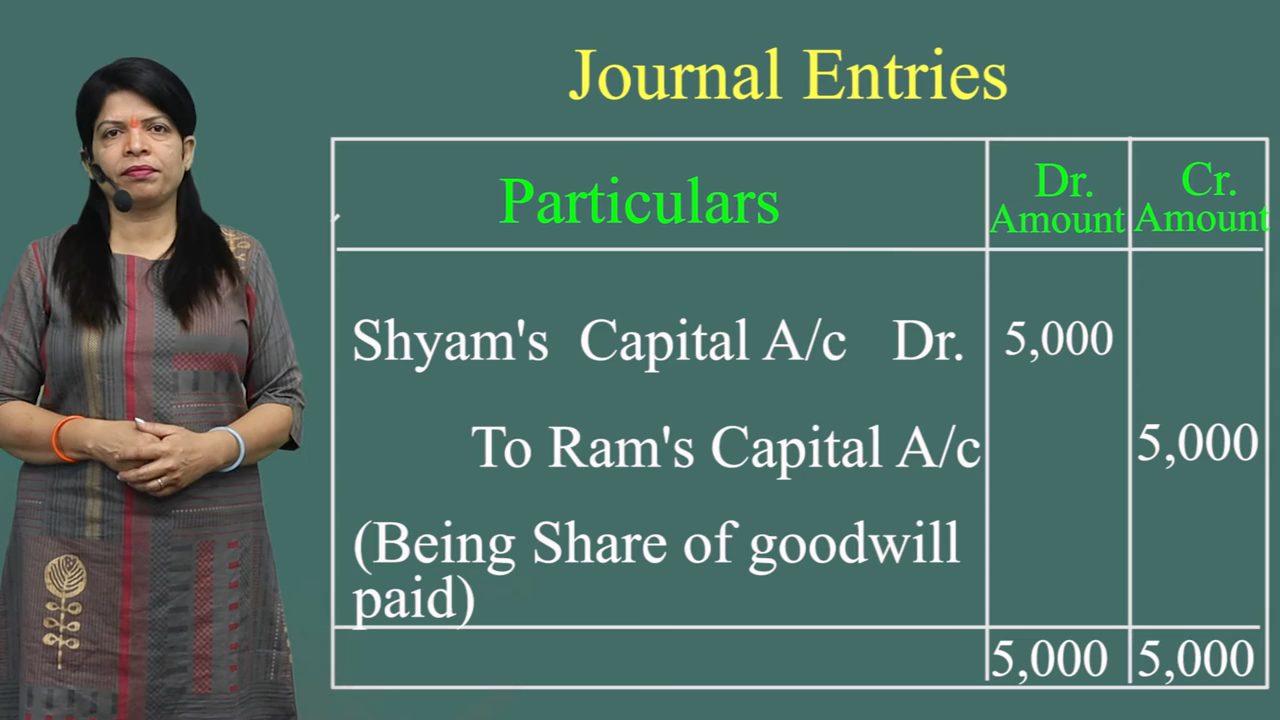 Journal Entries
Particulars
Dr.
Amount
Cr.
Amount
Shyam's Capital A/c Dr. 5,000
To Ram's Capital A/c 5,000
(Being Share of goodwill
paid)
5,000 5,000